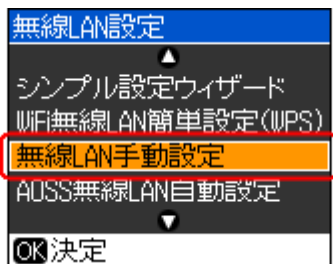 無線LAN設定
シンプル設定ウィザード
WiFi無線LAN簡単設定(WPS)
無線LAN手動設定
AOSS無線LAN自動設定
OK決定